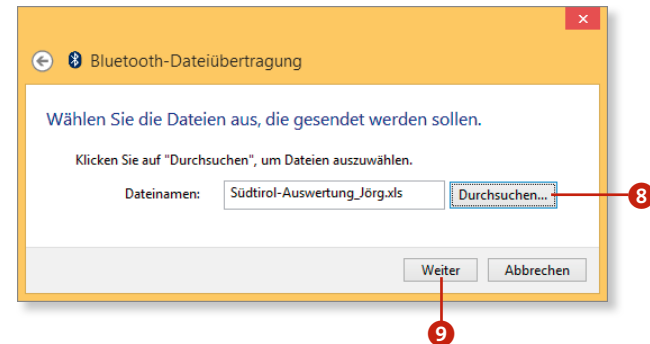 Bluetooth-Dateiübertragung
Wählen Sie die Dateien aus, die gesendet werden sollen.
Klicken Sie auf "Durchsuchen", um Dateien auszuwählen.
Dateinamen: Südtirol-Auswertung_Jörg.xls Durchsuchen... 8
Weiter Abbrechen
9